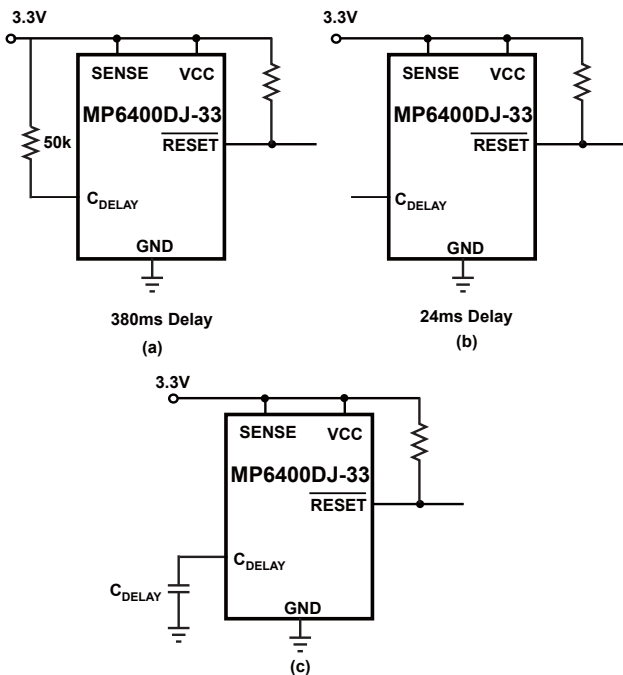 3.3V
SENSE VCC
MP6400DJ-33
RESET
50k
CDELAY
GND
380ms Delay
(a)
3.3V
SENSE VCC
MP6400DJ-33
RESET
CDELAY
GND
24ms Delay
(b)
3.3V
SENSE VCC
MP6400DJ-33
RESET
CDELAY
CDELAY
GND
(c)